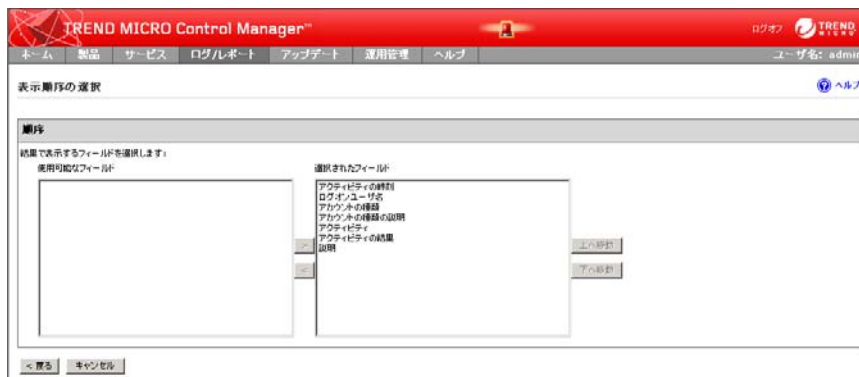 TREND MICRO Control Manager™
ログオフ
TREND MICRO
ホーム 製品 サービス ログ/レポート アップデート 運用管理 ヘルプ
ユーザ名: admin
表示順序の選択
ヘルプ
順序
結果で表示するフィールドを選択します:
使用可能なフィールド
選択されたフィールド
アクティビティの時刻
ログオンユーザ名
アカウントの種類
アカウントの種類の説明
アクティビティ
アクティビティの結果
説明
>
<
上へ移動
下へ移動
< 戻る
キャンセル